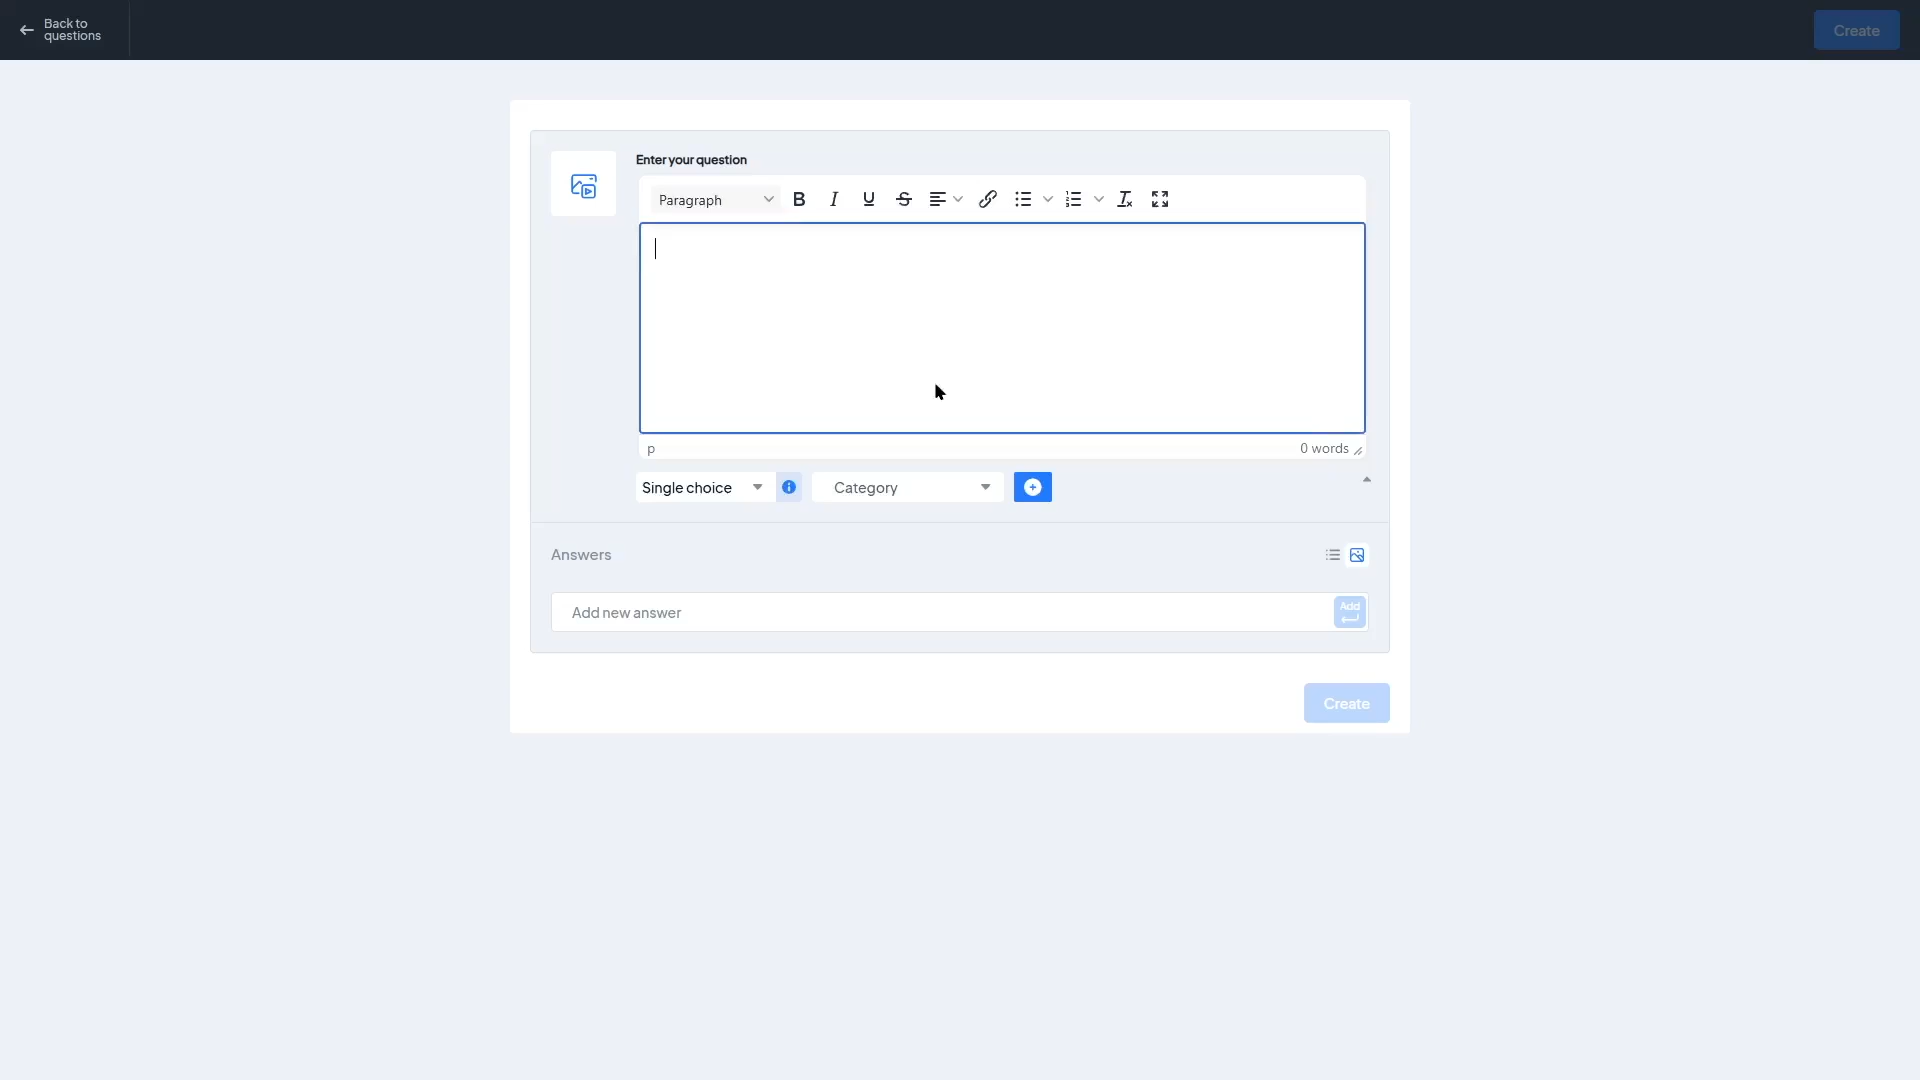 Back to
questions
Create
Enter your question
Paragraph
p
0 words
Single choice
Category
Answers
Add new answer
Add
Create